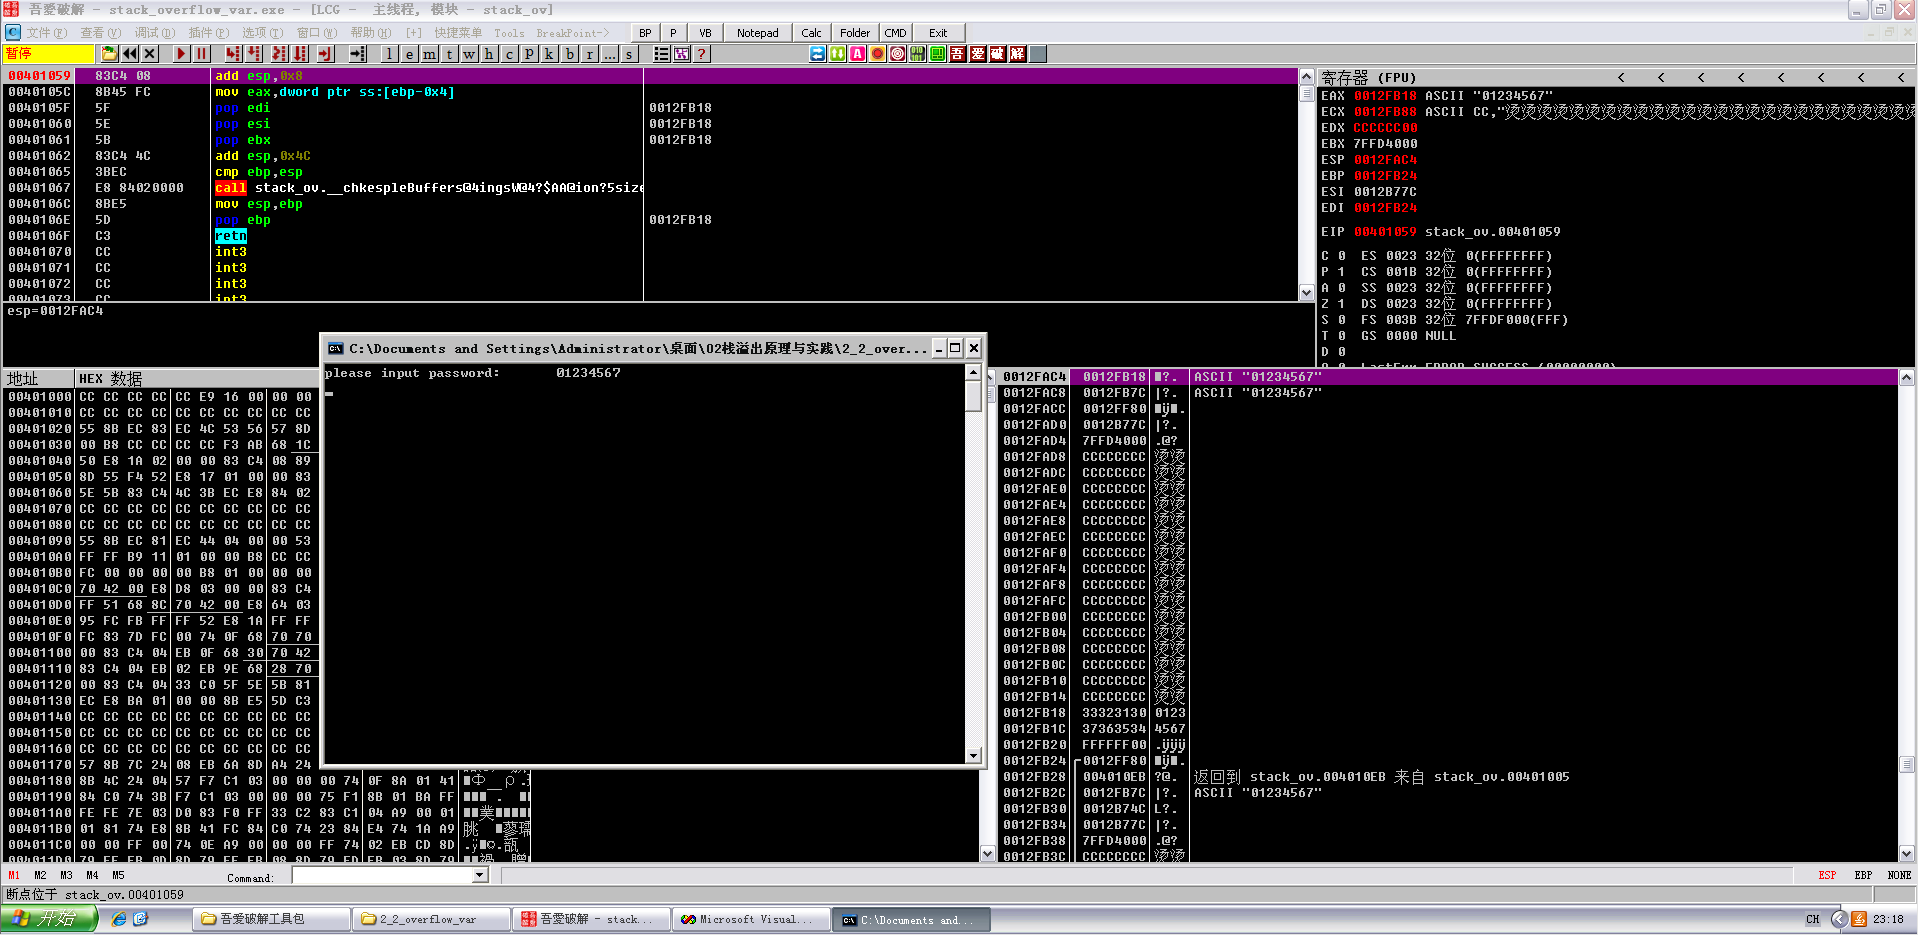 吾爱破解 - stack_overflow_var.exe - [LCG -  主线程, 模块 - stack_ov]
文件(F) 查看(V) 调试(D) 插件(P) 选项(T) 窗口(W) 帮助(H) [+] 快捷菜单 Tools BreakPoint->
BP P VB Notepad Calc Folder CMD Exit
暂停
l e m t w h c p k b r ... s
吾 爱 破 解
00401059 83C4 08 add esp,0x8
0040105C 8B45 FC mov eax,dword ptr ss:[ebp-0x4]
0040105F 5F pop edi 0012FB18
00401060 5E pop esi 0012FB18
00401061 5B pop ebx 0012FB18
00401062 83C4 4C add esp,0x4C
00401065 3BEC cmp ebp,esp
00401067 E8 84020000 call stack_ov.__chkespleBuffers@4ingsW@4?$AA@ion?5size
0040106C 8BE5 mov esp,ebp
0040106E 5D pop ebp 0012FB18
0040106F C3 retn
00401070 CC int3
00401071 CC int3
00401072 CC int3
00401073 CC int3
esp=0012FAC4
寄存器 (FPU) < < < < < < < <
EAX 0012FB18 ASCII "01234567"
ECX 0012FB88 ASCII CC,"烫烫烫烫烫烫烫烫烫烫烫烫烫烫烫烫烫烫烫烫烫烫烫烫烫
EDX CCCCCC00
EBX 7FFD4000
ESP 0012FAC4
EBP 0012FB24
ESI 0012B77C
EDI 0012FB24
EIP 00401059 stack_ov.00401059
C 0 ES 0023 32位 0(FFFFFFFF)
P 1 CS 001B 32位 0(FFFFFFFF)
A 0 SS 0023 32位 0(FFFFFFFF)
Z 1 DS 0023 32位 0(FFFFFFFF)
S 0 FS 003B 32位 7FFDF000(FFF)
T 0 GS 0000 NULL
D 0
C:\Documents and Settings\Administrator\桌面\02栈溢出原理与实践\2_2_over...
please input password: 01234567
地址 HEX 数据
00401000 CC CC CC CC CC E9 16 00 00 00
00401010 CC CC CC CC CC CC CC CC CC CC
00401020 55 8B EC 83 EC 4C 53 56 57 8D
00401030 00 B8 CC CC CC CC F3 AB 68 1C
00401040 50 E8 1A 02 00 00 83 C4 08 89
00401050 8D 55 F4 52 E8 17 01 00 00 83
00401060 5E 5B 83 C4 4C 3B EC E8 84 02
00401070 CC CC CC CC CC CC CC CC CC CC
00401080 CC CC CC CC CC CC CC CC CC CC
00401090 55 8B EC 81 EC 44 04 00 00 53
004010A0 FF FF B9 11 01 00 00 B8 CC CC
004010B0 FC 00 00 00 00 B8 01 00 00 00
004010C0 70 42 00 E8 D8 03 00 00 83 C4
004010D0 FF 51 68 8C 70 42 00 E8 64 03
004010E0 95 FC FB FF FF 52 E8 1A FF FF
004010F0 FC 83 7D FC 00 74 0F 68 70 70
00401100 00 83 C4 04 EB 0F 68 30 70 42
00401110 83 C4 04 EB 02 EB 9E 68 28 70
00401120 00 83 C4 04 33 C0 5F 5E 5B 81
00401130 EC E8 BA 01 00 00 8B E5 5D C3
00401140 CC CC CC CC CC CC CC CC CC CC
00401150 CC CC CC CC CC CC CC CC CC CC
00401160 CC CC CC CC CC CC CC CC CC CC
00401170 57 8B 7C 24 08 EB 6A 8D A4 24
00401180 8B 4C 24 04 57 F7 C1 03 00 00 00 74 0F 8A 01 41
00401190 84 C0 74 3B F7 C1 03 00 00 00 75 F1 8B 01 BA FF
004011A0 FE FE 7E 03 D0 83 F0 FF 33 C2 83 C1 04 A9 00 01
004011B0 01 81 74 E8 8B 41 FC 84 C0 74 23 84 E4 74 1A A9
004011C0 00 00 FF 00 74 0E A9 00 00 00 FF 74 02 EB CD 8D
004011D0 79 FF EB 0D 8D 79 FE EB 08 8D 79 FD EB 03 8D 79
0012FAC4 0012FB18 ASCII "01234567"
0012FAC8 0012FB7C |?. ASCII "01234567"
0012FACC 0012FF80
0012FAD0 0012B77C |?.
0012FAD4 7FFD4000 .@?
0012FAD8 CCCCCCCC 烫烫
0012FADC CCCCCCCC 烫烫
0012FAE0 CCCCCCCC 烫烫
0012FAE4 CCCCCCCC 烫烫
0012FAE8 CCCCCCCC 烫烫
0012FAEC CCCCCCCC 烫烫
0012FAF0 CCCCCCCC 烫烫
0012FAF4 CCCCCCCC 烫烫
0012FAF8 CCCCCCCC 烫烫
0012FAFC CCCCCCCC 烫烫
0012FB00 CCCCCCCC 烫烫
0012FB04 CCCCCCCC 烫烫
0012FB08 CCCCCCCC 烫烫
0012FB0C CCCCCCCC 烫烫
0012FB10 CCCCCCCC 烫烫
0012FB14 CCCCCCCC 烫烫
0012FB18 33323130 0123
0012FB1C 37363534 4567
0012FB20 FFFFFF00 .ÿÿÿ
0012FB24 0012FF80
0012FB28 004010EB ?@. 返回到 stack_ov.004010EB 来自 stack_ov.00401005
0012FB2C 0012FB7C |?. ASCII "01234567"
0012FB30 0012B74C L?.
0012FB34 0012B77C |?.
0012FB38 7FFD4000 .@?
0012FB3C CCCCCCCC 烫烫
M1 M2 M3 M4 M5 Command: ESP EBP NONE
断点位于 stack_ov.00401059
开始 吾爱破解工具包 2_2_overflow_var 吾爱破解 - stack... Microsoft Visual... C:\Documents and... CH 23:18